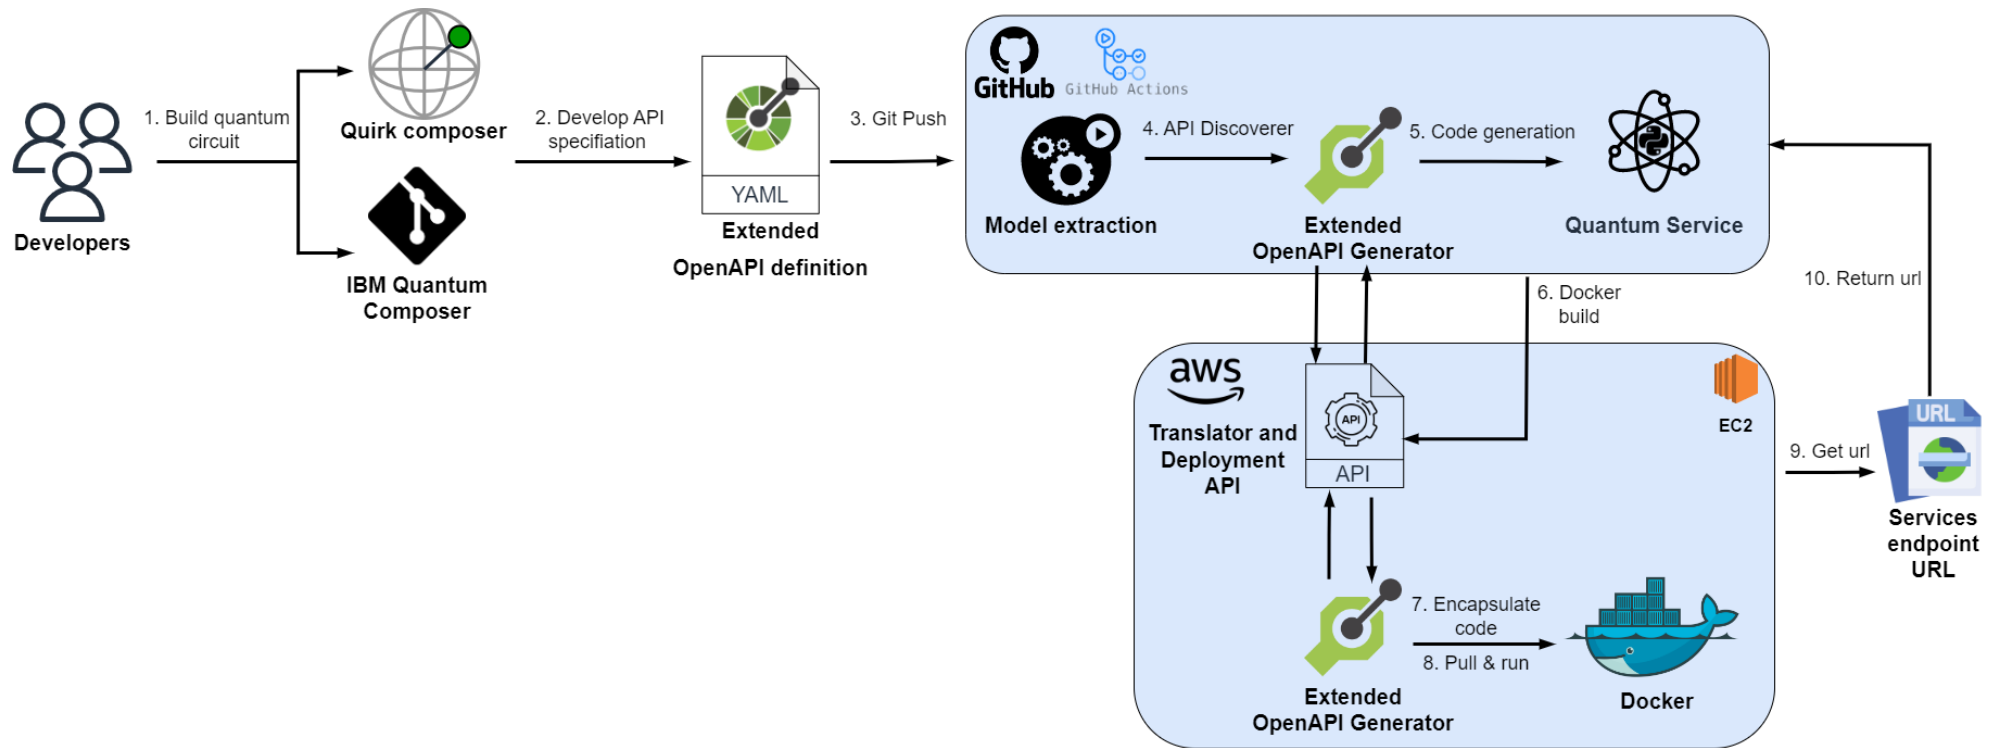 1. Build quantum
circuit
Developers
Quirk composer
IBM Quantum
Composer
2. Develop API
specifiation
YAML
Extended
OpenAPI definition
3. Git Push
GitHub
GitHub Actions
Model extraction
4. API Discoverer
Extended
OpenAPI Generator
5. Code generation
Quantum Service
6. Docker
build
10. Return url
aws
Translator and
Deployment
API
API
API
EC2
9. Get url
URL
Services
endpoint
URL
7. Encapsulate
code
8. Pull & run
Extended
OpenAPI Generator
Docker